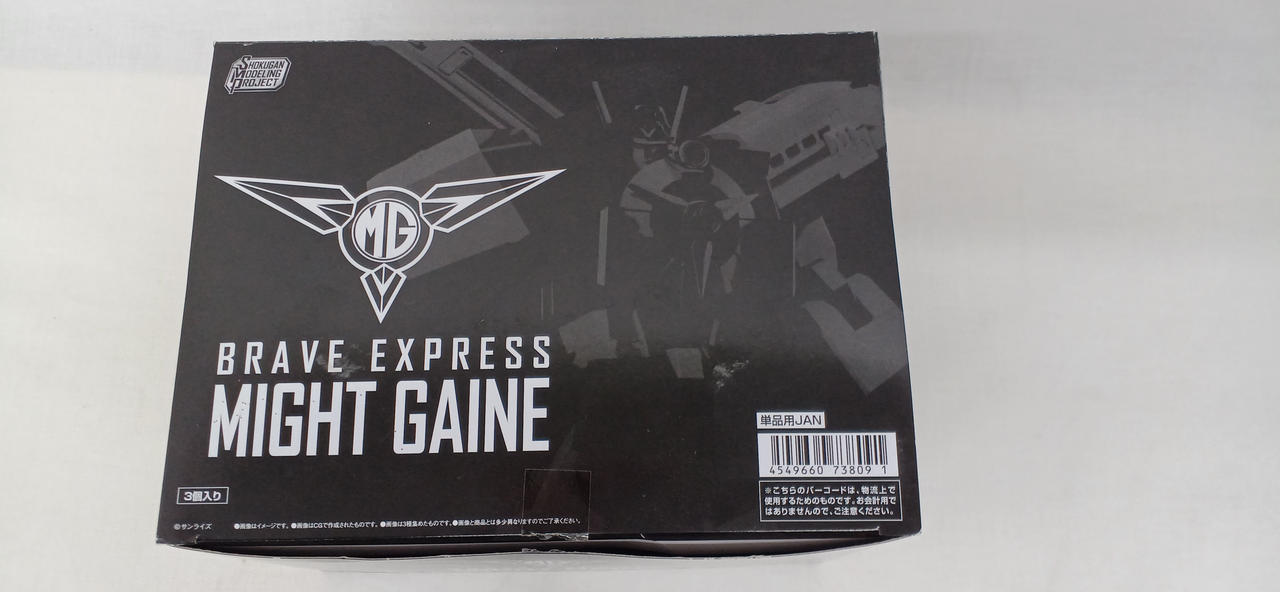 SHOKUGAN
MODELING
PROJECT
MG
BRAVE EXPRESS
MIGHT GAINE
3個入り
©サンライズ
●画像はイメージです。●画像はCGで作成されたものです。●画像は3種集めたものです。●画像と商品とは多少異なりますのでご了承ください。
単品用JAN
4549660 73809 1
※こちらのバーコードは、物流上で
使用するためのものです。お会計用で
はありませんので、ご注意ください。